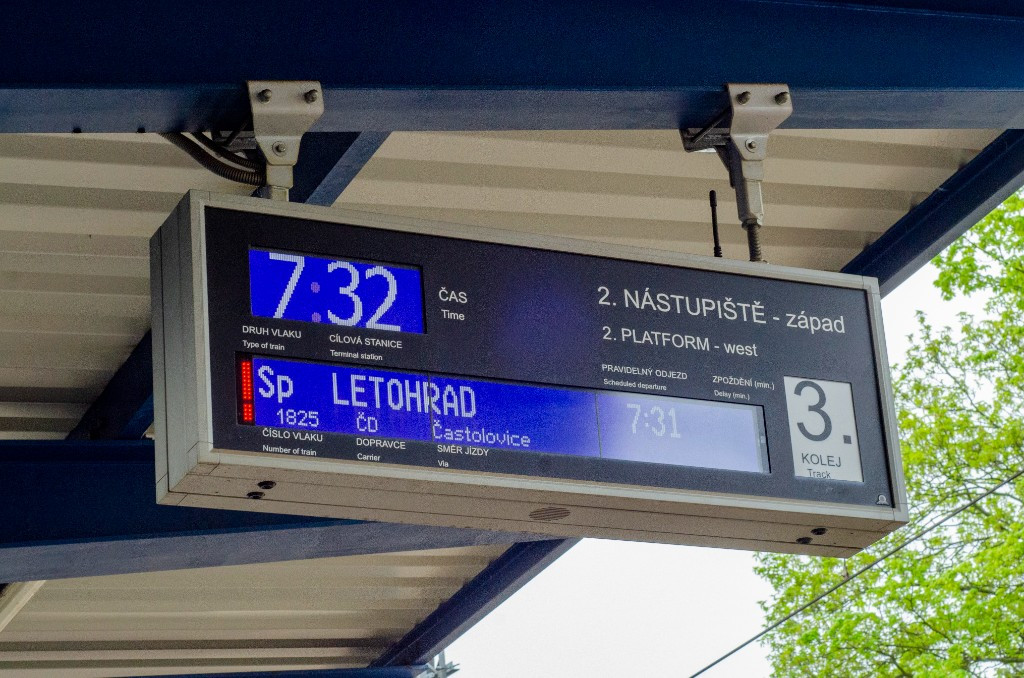 7:32
ČAS
Time
2. NÁSTUPIŠTĚ - západ
2. PLATFORM - west
DRUH VLAKU
Type of train
CÍLOVÁ STANICE
Terminal station
PRAVIDELNÝ ODJEZD
Scheduled departure
ZPOŽDĚNÍ (min.)
Delay (min.)
Sp LETOHRAD 7:31
1825 ČD Častolovice
ČÍSLO VLAKU
Number of train
DOPRAVCE
Carrier
SMĚR JÍZDY
Via
3.
KOLEJ
Track